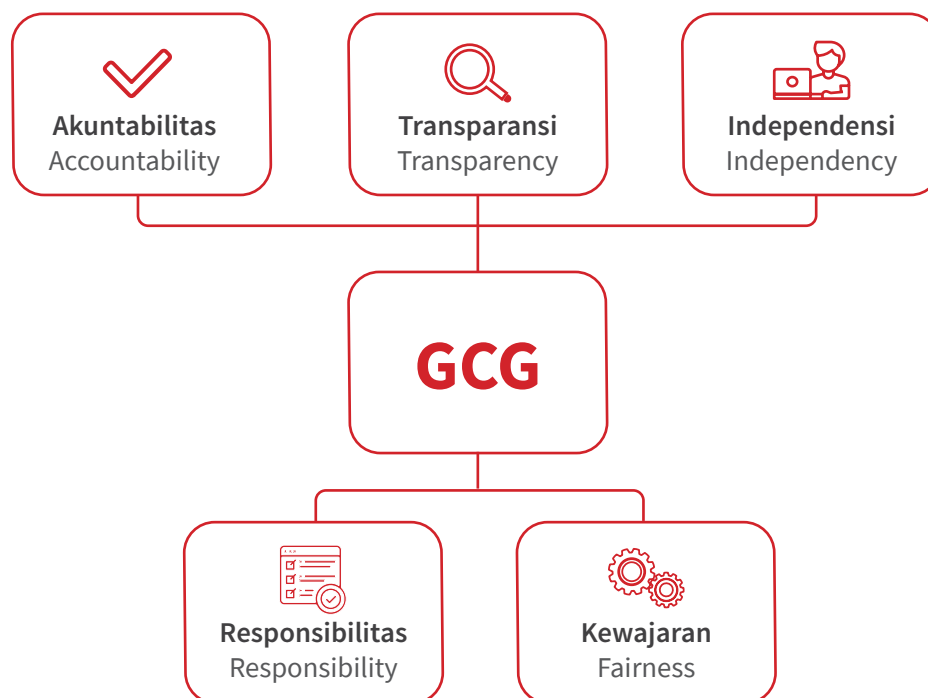 Akuntabilitas
Accountability
Transparansi
Transparency
Independensi
Independency
GCG
Responsibilitas
Responsibility
Kewajaran
Fairness